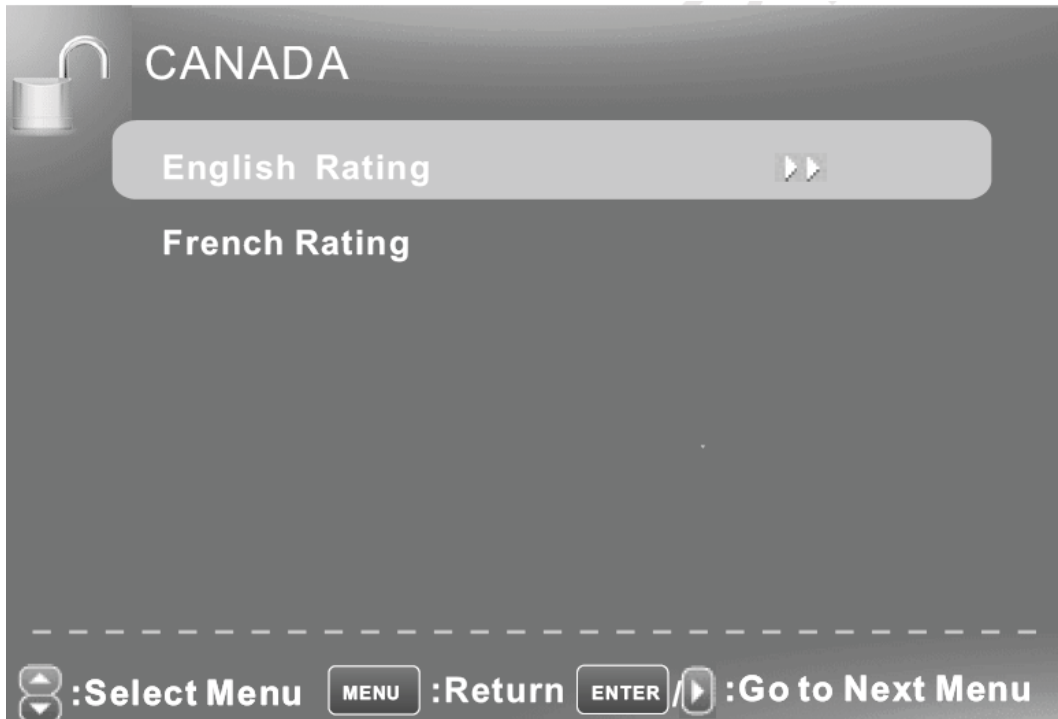 CANADA
English Rating
French Rating
:Select Menu MENU :Return ENTER / :Go to Next Menu